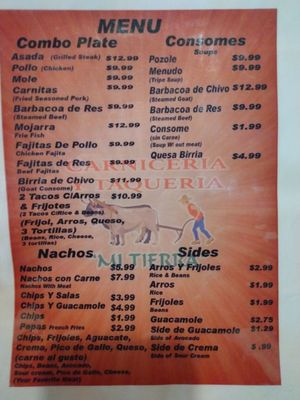 MENU
Combo Plate
Asada (Grilled Steak) $12.99
Pollo (Chicken) $9.99
Mole $9.99
Carnitas $9.99
(Fried Seasoned Pork)
Barbacoa de Res $9.99
(Steamed Beef)
Mojarra $12.99
Frie Fish
Fajitas De Pollo $9.99
Chicken Fajita
Fajitas de Res $9.99
Beef Fajitas
Birria de Chivo $11.99
(Goat Consome)
2 Tacos C/Arros $10.99
& Frijotes
(2 Tacos C/Rice & Beans)
(Frijol, Arros, Queso,
3 Tortillas)
(Beans, Rice, Cheese,
3 tortillas)
Consomes
Soups
Pozole $9.99
Menudo $9.99
(Tripe Soup)
Barbacoa de Chivo $12.99
(Steamed Goat)
Barbacoa de Res $9.99
(Steamed Beef)
Consome $1.99
(sin Carne)
(Soup W/ out meat)
Quesa Birria $4.99
CARNICERIA
Y TAQUERIA
MI TIERRA
Nachos
Nachos $5.99
Nachos con Carne $7.99
Nachos With Meat
Chips Y Salas $3.99
Chips Y Guacamole $4.99
Chips $1.99
Papas French Fries $2.99
Chips, Frijoles, Aguacate,
Crema, Pico de Gallo, Queso,
(carne al gusto)
Chips, Beans, Avocado,
Sour cream, Pico de Gallo, Cheese,
(Your Favorite Meat)
Sides
Arros Y Frijoles $2.99
Rice & Beans
Arros $1.99
Rice
Frijoles $1.99
Beans
Guacamole $2.75
Side de Guacamole $1.29
Side of Avocado
Side de Crema $ .99
Side of Sour Cream